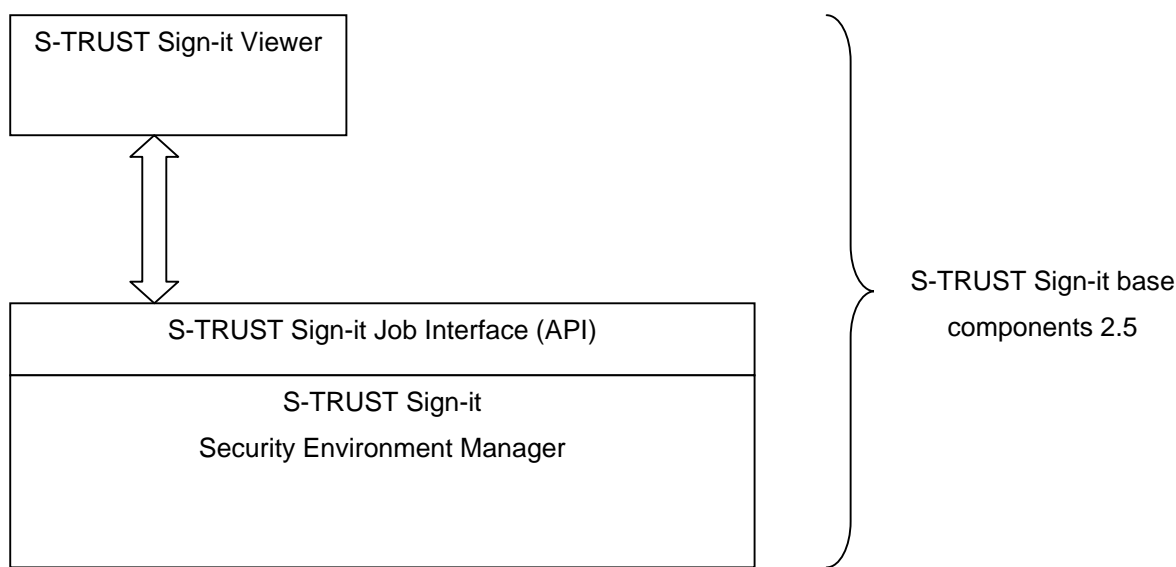 S-TRUST Sign-it Viewer
S-TRUST Sign-it Job Interface (API)
S-TRUST Sign-it
Security Environment Manager
S-TRUST Sign-it base
components 2.5